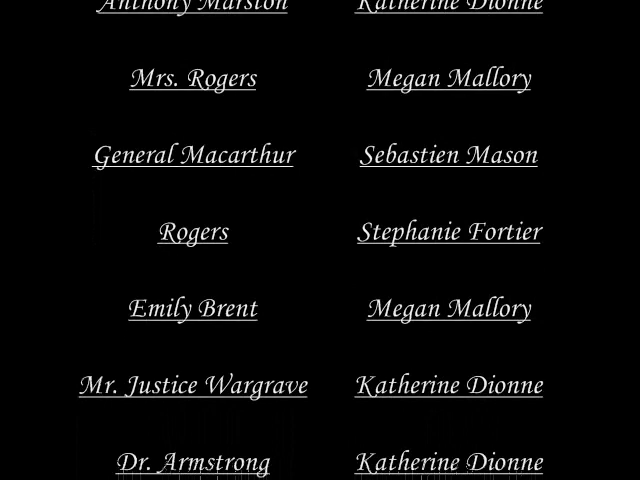 Anthony Marston Katherine Dionne
Mrs. Rogers Megan Mallory
General Macarthur Sebastien Mason
Rogers Stephanie Fortier
Emily Brent Megan Mallory
Mr. Justice Wargrave Katherine Dionne
Dr. Armstrong Katherine Dionne